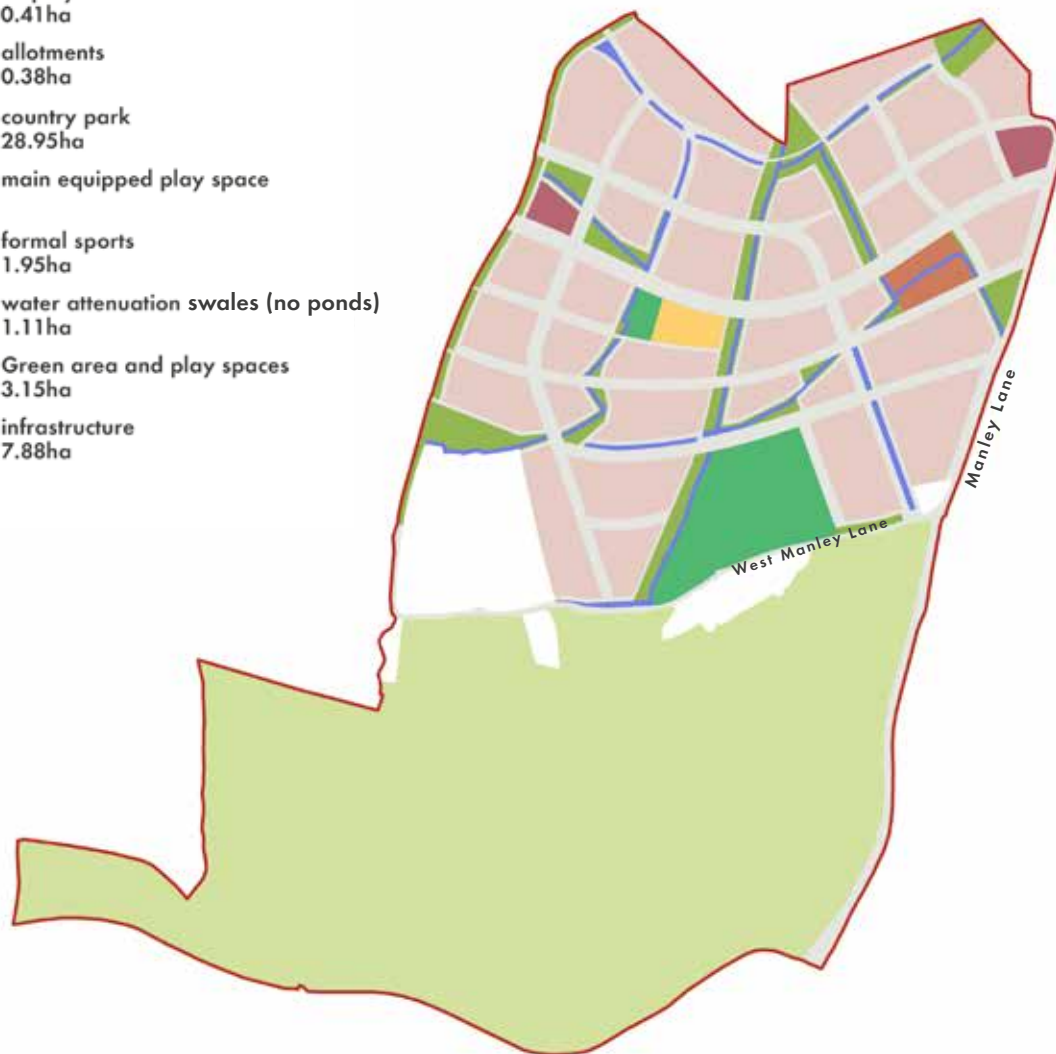 0.41ha
allotments
0.38ha
country park
28.95ha
main equipped play space
formal sports
1.95ha
water attenuation swales (no ponds)
1.11ha
Green area and play spaces
3.15ha
infrastructure
7.88ha
Manley Lane
West Manley Lane